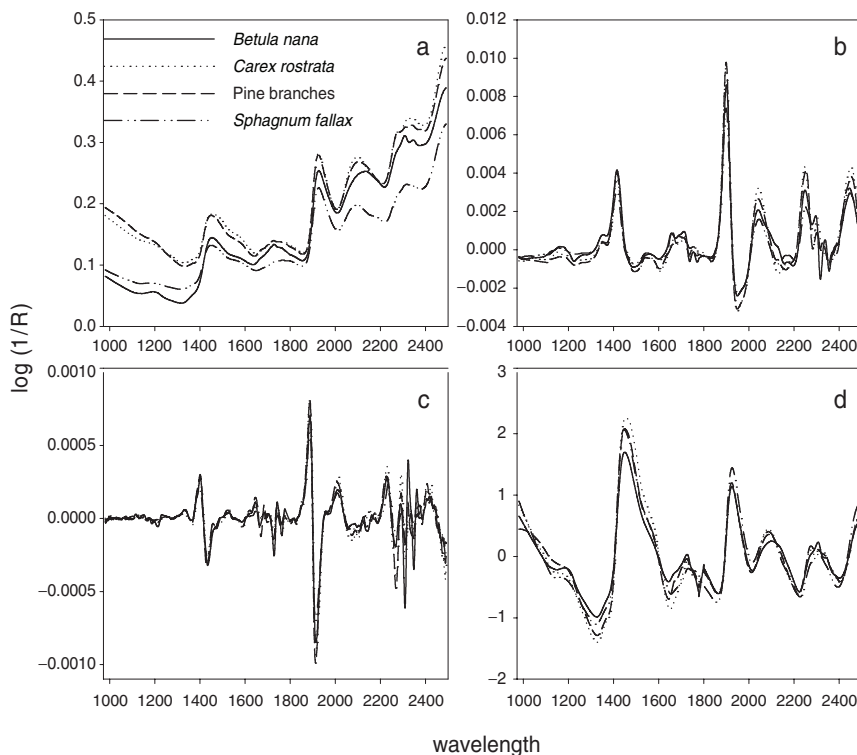 0.5
0.4
0.3
0.2
0.1
0.0
a
Betula nana
Carex rostrata
Pine branches
Sphagnum fallax
1000 1200 1400 1600 1800 2000 2200 2400
0.012
0.010
0.008
0.006
0.004
0.002
0.000
−0.002
−0.004
b
1000 1200 1400 1600 1800 2000 2200 2400
log (1/R)
0.0010
0.0005
0.0000
−0.0005
−0.0010
c
1000 1200 1400 1600 1800 2000 2200 2400
3
2
1
0
−1
−2
d
1000 1200 1400 1600 1800 2000 2200 2400
wavelength